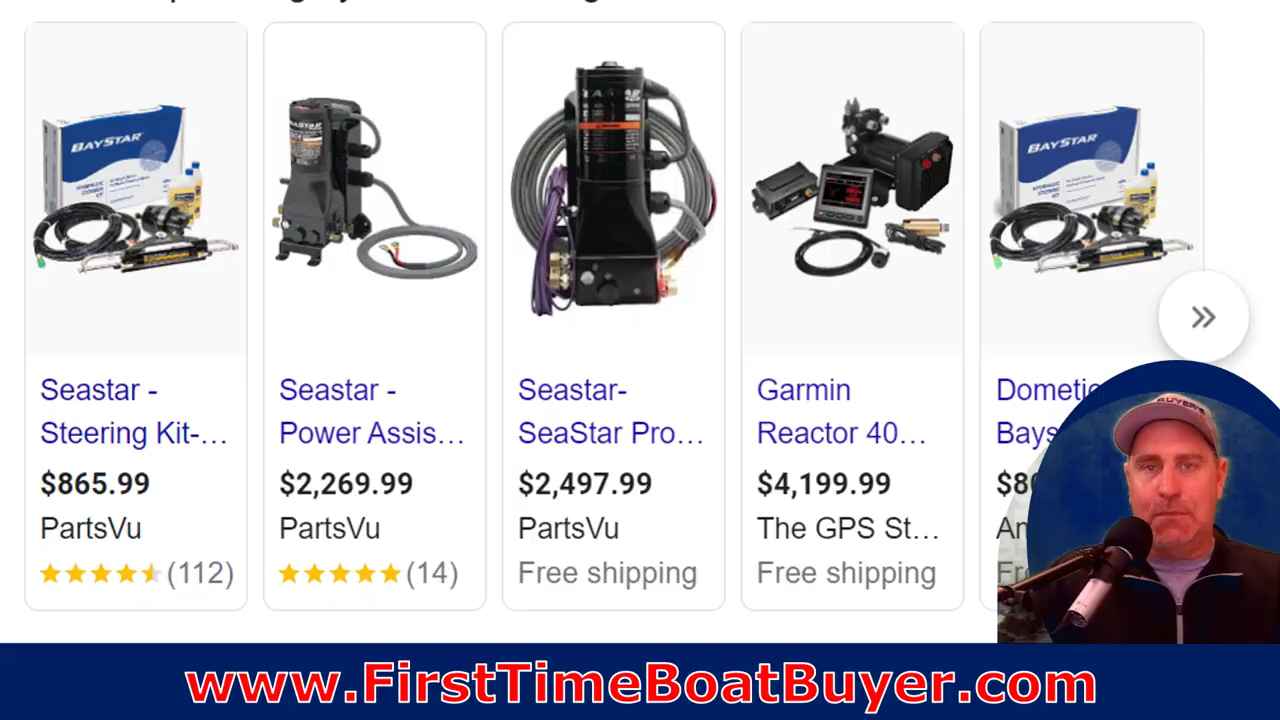 BAYSTAR
BAYSTAR
Seastar -
Steering Kit-...
$865.99
PartsVu
(112)
Seastar -
Power Assis...
$2,269.99
PartsVu
(14)
Seastar-
SeaStar Pro...
$2,497.99
PartsVu
Free shipping
Garmin
Reactor 40...
$4,199.99
The GPS St...
Free shipping
BUYER'S
www.FirstTimeBoatBuyer.com